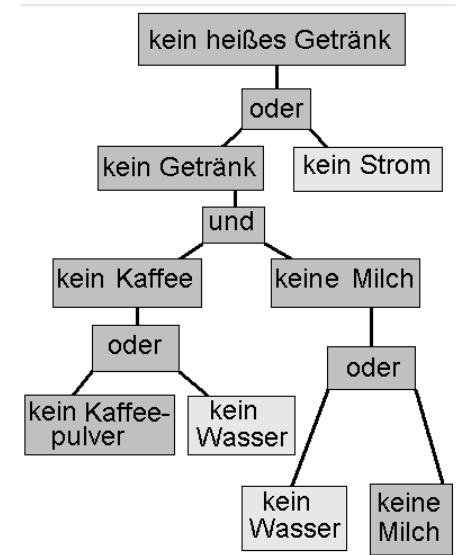 kein heißes Getränk
oder
kein Getränk
kein Strom
und
kein Kaffee
keine Milch
oder
oder
kein Kaffee-
pulver
kein
Wasser
kein
Wasser
keine
Milch